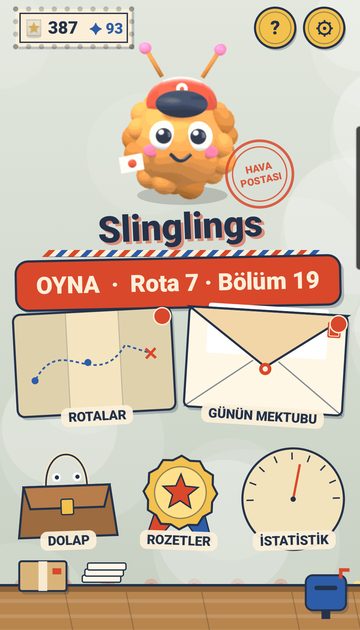 387 93
?
HAVA
POSTASI
Slinglings
OYNA · Rota 7 · Bölüm 19
ROTALAR
GÜNÜN MEKTUBU
DOLAP
ROZETLER
İSTATİSTİK